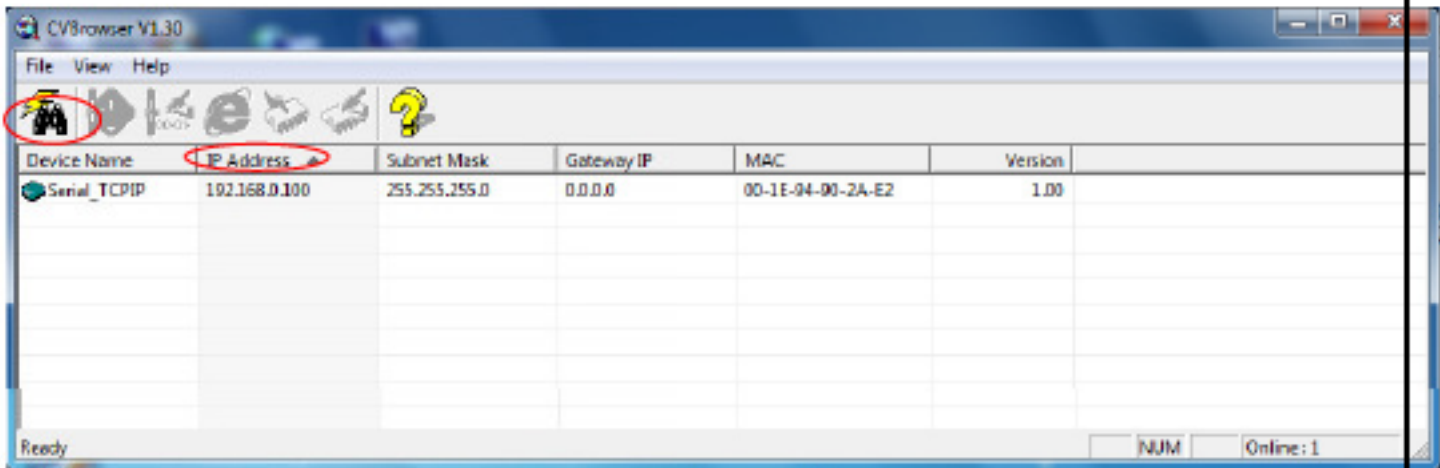 CVBrowser V1.30
File View Help
Device Name IP Address Subnet Mask Gateway IP MAC Version
Serial_TCPIP 192.168.0.100 255.255.255.0 0.0.0.0 00-1E-94-90-2A-E2 1.00
Ready NUM Online: 1